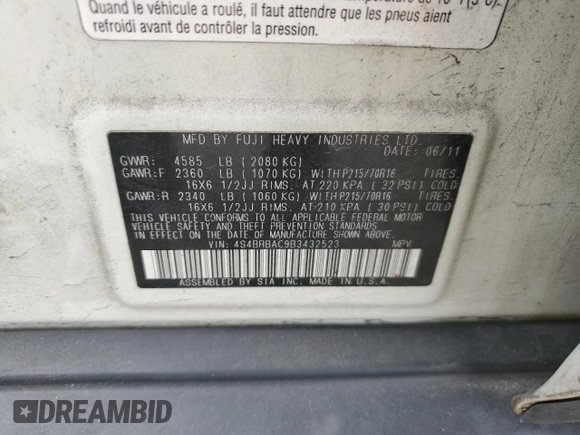 Quand le véhicule a roulé, il faut attendre que les pneus aient
refroidi avant de contrôler la pression.
MFD BY FUJI HEAVY INDUSTRIES LTD.
DATE: 06/11
GVWR: 4585 LB (2080 KG)
GAWR:F 2360 LB (1070 KG) WITH P215/70R16 TIRES.
16X6 1/2JJ RIMS. AT 220 KPA (32 PSI) COLD
GAWR:R 2340 LB (1060 KG) WITH P215/70R16 TIRES.
16X6 1/2JJ RIMS. AT 210 KPA (30 PSI) COLD
THIS VEHICLE CONFORMS TO ALL APPLICABLE FEDERAL MOTOR
VEHICLE SAFETY AND THEFT PREVENTION STANDARDS IN
EFFECT ON THE DATE OF MANUFACTURE SHOWN ABOVE.
VIN: 4S4BRBAC9B3432523 MPV
ASSEMBLED BY SIA INC. MADE IN U.S.A.
DREAMBID